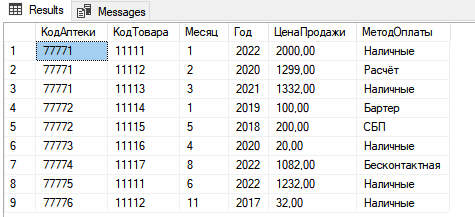 Results Messages
КодАптеки КодТовара Месяц Год ЦенаПродажи МетодОплаты
1 77771 11111 1 2022 2000,00 Наличные
2 77771 11112 2 2020 1299,00 Расчёт
3 77771 11113 3 2021 1332,00 Наличные
4 77772 11114 1 2019 100,00 Бартер
5 77772 11115 5 2018 200,00 СБП
6 77773 11116 4 2020 20,00 Наличные
7 77774 11117 8 2022 1082,00 Бесконтактная
8 77775 11111 6 2022 1232,00 Наличные
9 77776 11112 11 2017 32,00 Наличные